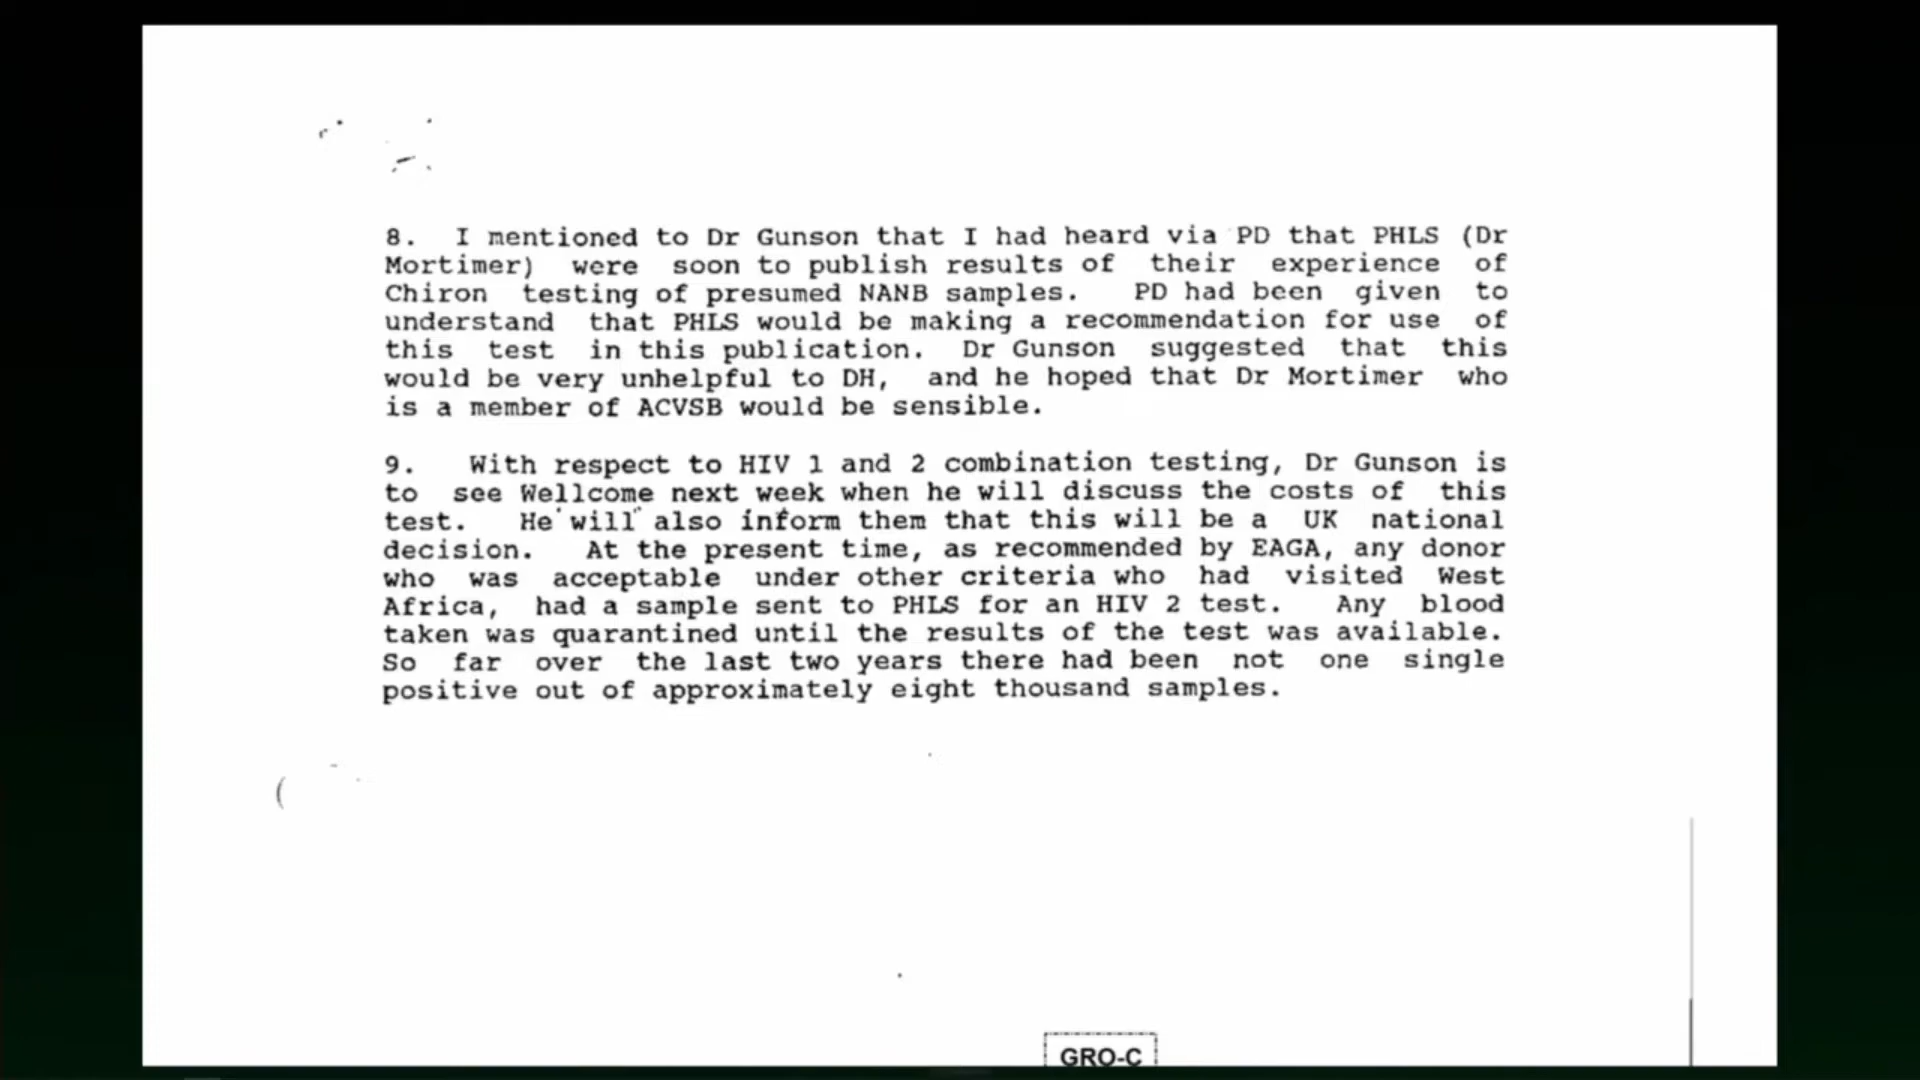 8. I mentioned to Dr Gunson that I had heard via PD that PHLS (Dr
Mortimer) were soon to publish results of their experience of
Chiron testing of presumed NANB samples. PD had been given to
understand that PHLS would be making a recommendation for use of
this test in this publication. Dr Gunson suggested that this
would be very unhelpful to DH, and he hoped that Dr Mortimer who
is a member of ACVSB would be sensible.
9. With respect to HIV 1 and 2 combination testing, Dr Gunson is
to see Wellcome next week when he will discuss the costs of this
test. He will also inform them that this will be a UK national
decision. At the present time, as recommended by EAGA, any donor
who was acceptable under other criteria who had visited West
Africa, had a sample sent to PHLS for an HIV 2 test. Any blood
taken was quarantined until the results of the test was available.
So far over the last two years there had been not one single
positive out of approximately eight thousand samples.
GRO-C